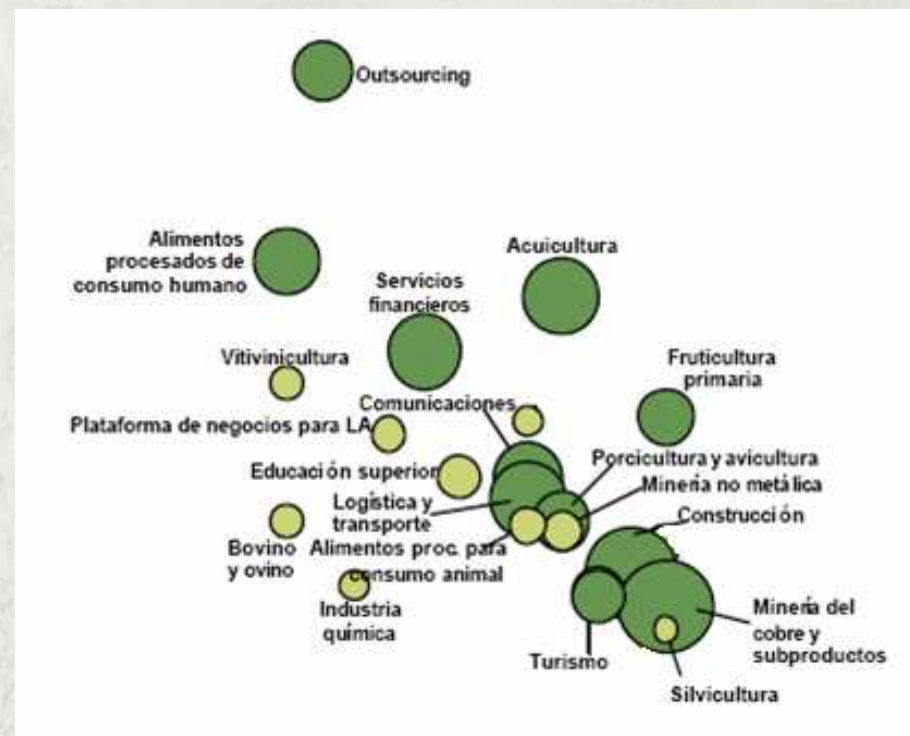 Outsourcing
Alimentos
procesados de
consumo humano
Acuicultura
Servicios
financieros
Vitivinicultura
Fruticultura
primaria
Comunicaciones
Plataforma de negocios para LA
Porcicultura y avicultura
Educación superior
Minería no metálica
Logística y
transporte
Construcción
Bovino
y ovino
Alimentos proc. para
consumo animal
Industria
química
Minería del
cobre y
subproductos
Turismo
Silvicultura